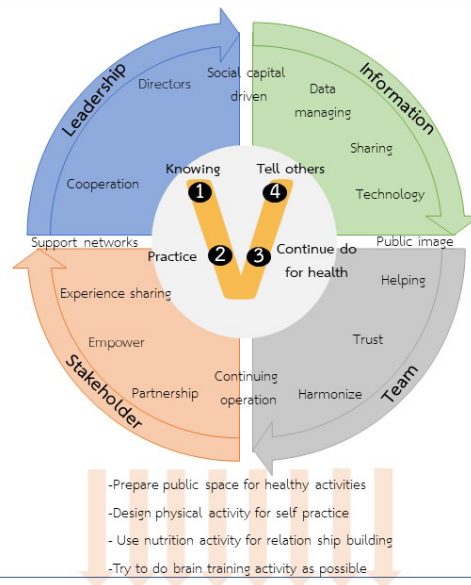 Leadership
Directors
Cooperation
Social capital
driven
Information
Data
managing
Sharing
Technology
Knowing
Tell others
1
4
Support networks
Public image
Practice
2
3
Continue do
for health
Experience sharing
Empower
Partnership
Stakeholder
Continuing
operation
Helping
Trust
Harmonize
Team
-Prepare public space for healthy activities
-Design physical activity for self practice
- Use nutrition activity for relation ship building
-Try to do brain training activity as possible